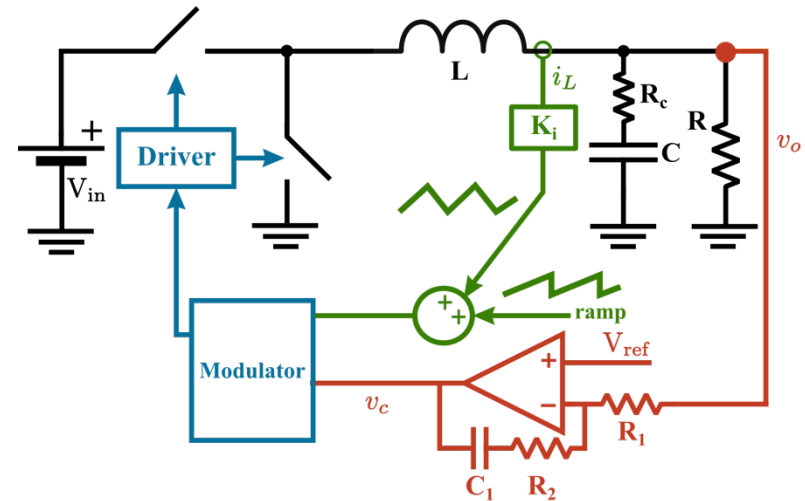 L
i_L
R_c
K_i
R
+
Driver
C
v_o
V_in
+
+
ramp
V_ref
Modulator
+
v_c
−
R_1
C_1
R_2